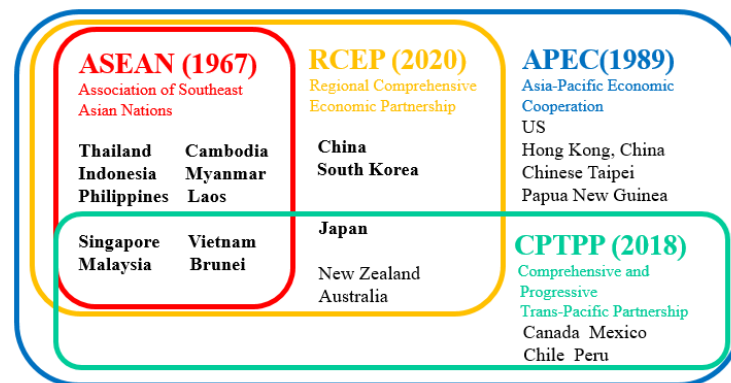 ASEAN (1967)
Association of Southeast
Asian Nations
Thailand Cambodia
Indonesia Myanmar
Philippines Laos
Singapore Vietnam
Malaysia Brunei
RCEP (2020)
Regional Comprehensive
Economic Partnership
China
South Korea
Japan
New Zealand
Australia
APEC(1989)
Asia-Pacific Economic
Cooperation
US
Hong Kong, China
Chinese Taipei
Papua New Guinea
CPTPP (2018)
Comprehensive and
Progressive
Trans-Pacific Partnership
Canada Mexico
Chile Peru